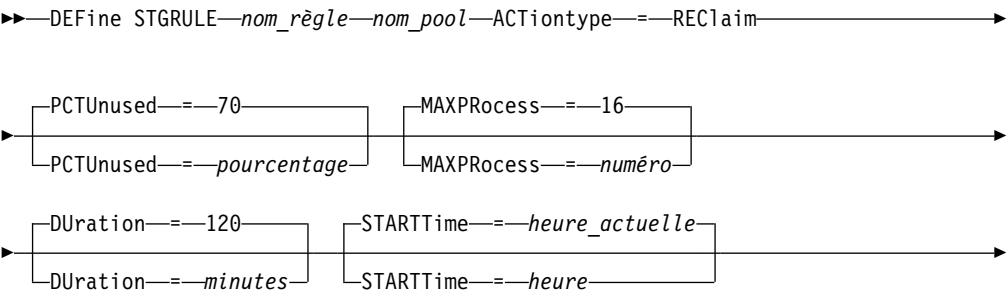 DEFine STGRULE nom_règle nom_pool ACTiontype = REClaim
PCTUnused = 70 MAXPRocess = 16
PCTUnused = pourcentage MAXPRocess = numéro
DUration = 120 STARTTime = heure_actuelle
DUration = minutes STARTTime = heure